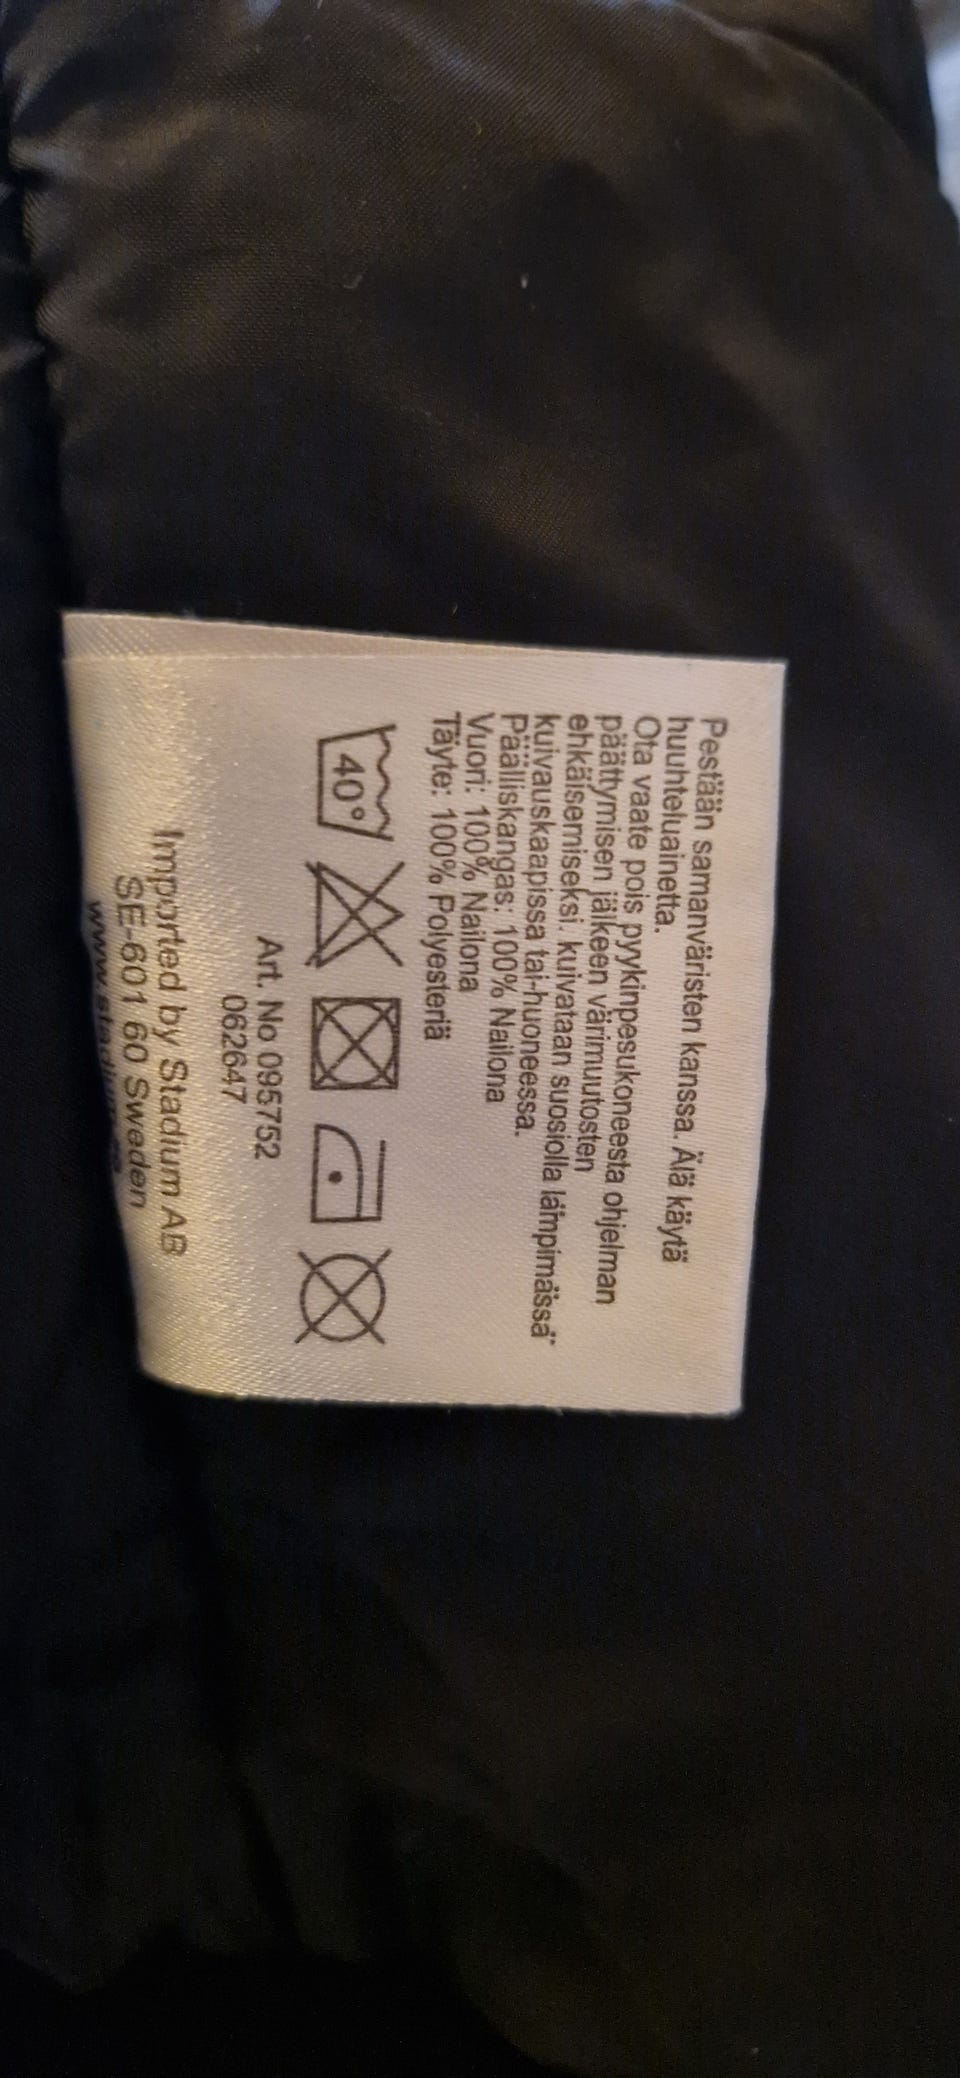 Pestään samanväristen kanssa. Älä käytä
huuhteluainetta.
Ota vaate pois pyykinpesukoneesta ohjelman
päättymisen jälkeen värimuutosten
ehkäisemiseksi. kuivataan suosiolla lämpimässä
kuivauskaapissa tai-huoneessa.
Päälliskangas: 100% Nailona
Vuori: 100% Nailona
Täyte: 100% Polyesteriä
40°
Art. No 095752
062647
Imported by Stadium AB
SE-601 60 Sweden